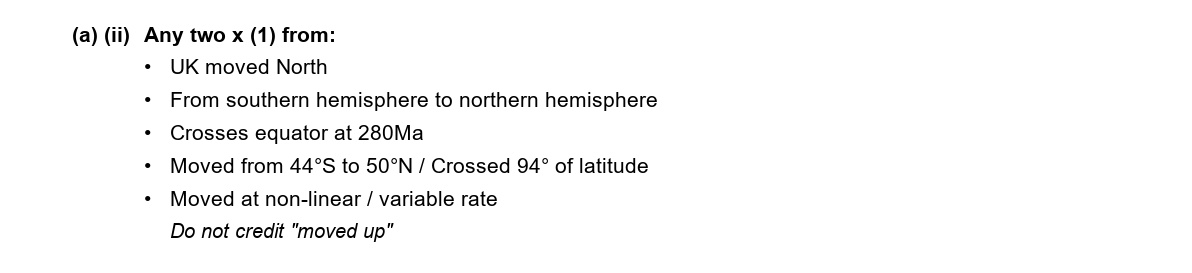 (a) (ii) Any two x (1) from:
• UK moved North
• From southern hemisphere to northern hemisphere
• Crosses equator at 280Ma
• Moved from 44°S to 50°N / Crossed 94° of latitude
• Moved at non-linear / variable rate
Do not credit "moved up"